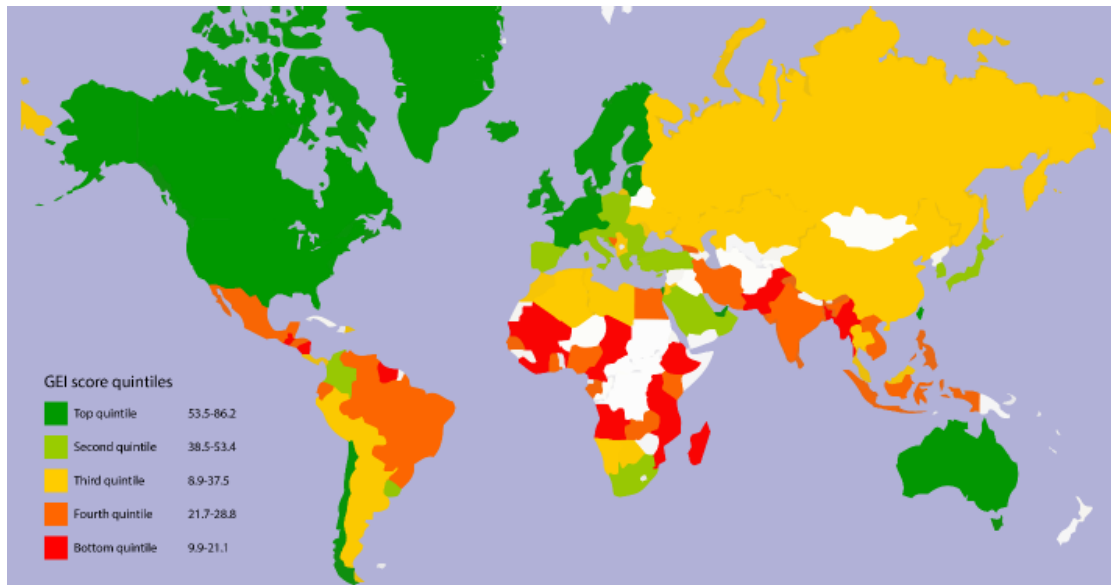 GEI score quintiles
Top quintile 53.5-86.2
Second quintile 38.5-53.4
Third quintile 8.9-37.5
Fourth quintile 21.7-28.8
Bottom quintile 9.9-21.1